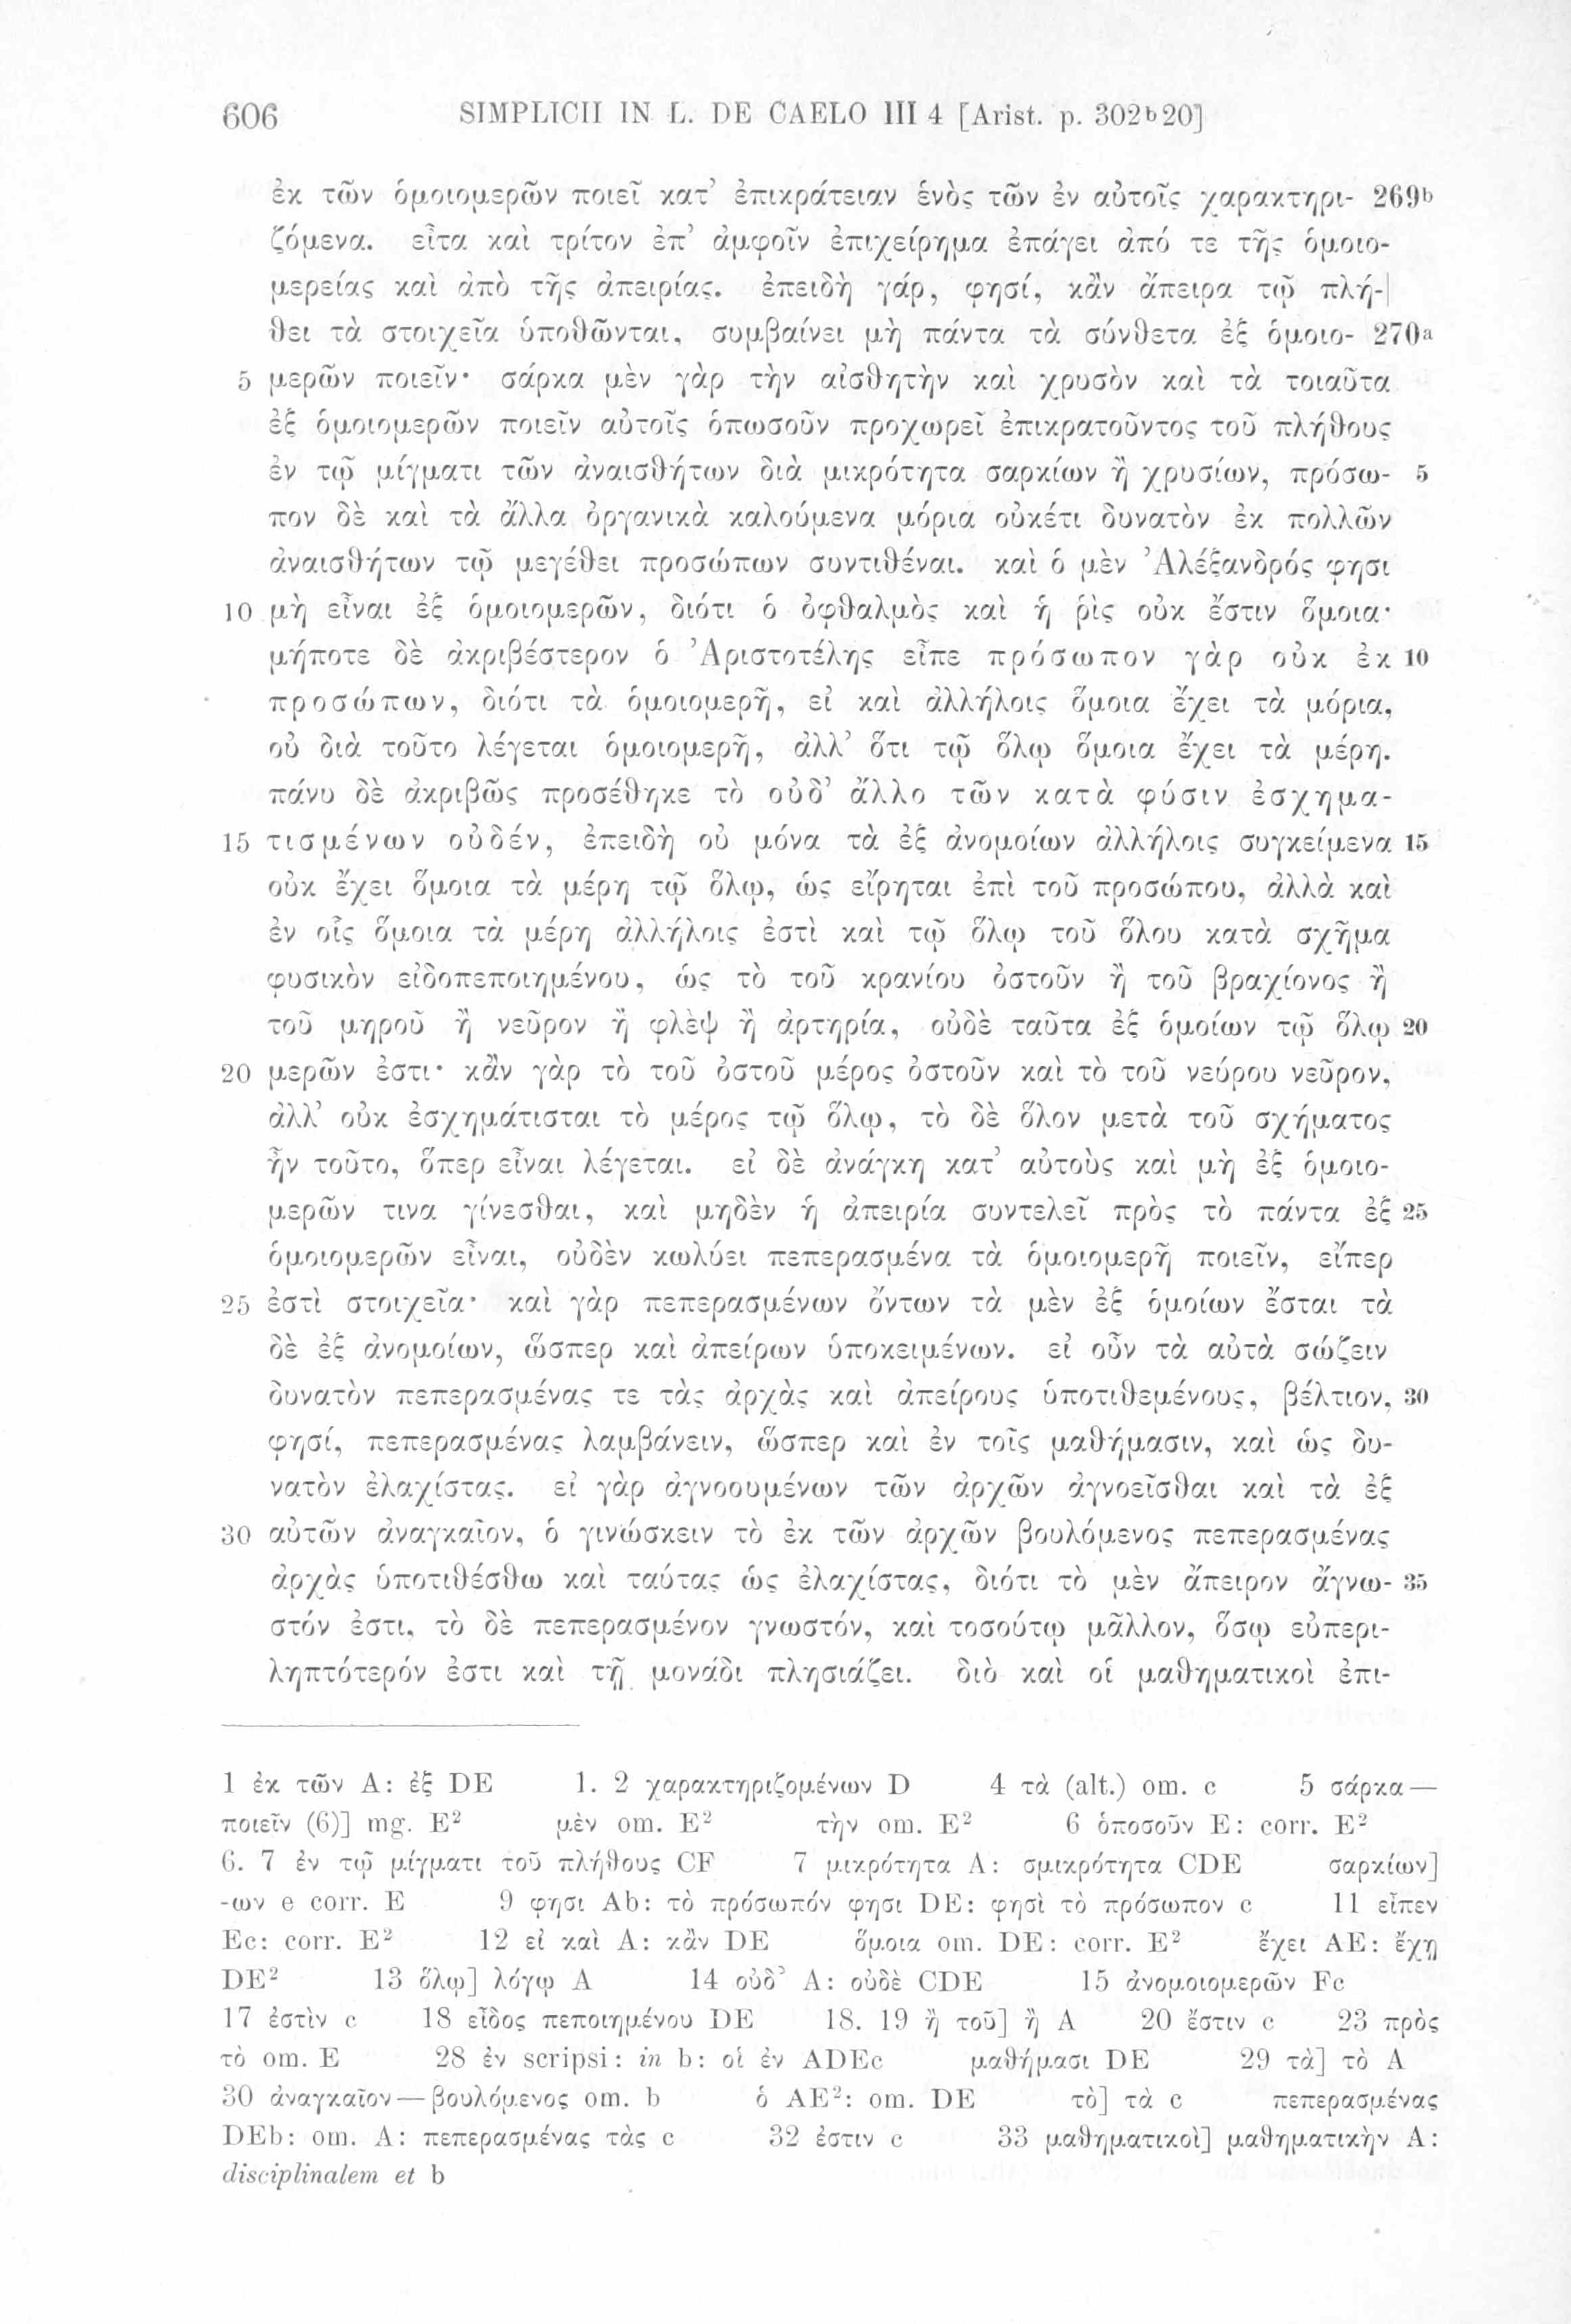 606 SIMPLICII IN L. DE CAELO III 4 [Arist. p. 302b20]
ἐκ τῶν ὁμοιομερῶν ποιεῖ κατ’ ἐπικράτειαν ἑνὸς τῶν ἐν αὐτοῖς χαρακτηρι- 269b
ζόμενα. εἶτα καὶ τρίτον ἐπ’ ἀμφοῖν ἐπιχείρημα ἐπάγει ἀπό τε τῆς ὁμοιο-
μερείας καὶ ἀπὸ τῆς ἀπειρίας. ἐπειδὴ γάρ, φησί, κἂν ἄπειρα τῷ πλή-|
θει τὰ στοιχεῖα ὑποθῶνται, συμβαίνει μὴ πάντα τὰ σύνθετα ἐξ ὁμοιο- 270a
5 μερῶν ποιεῖν· σάρκα μὲν γὰρ τὴν αἰσθητὴν καὶ χρυσὸν καὶ τὰ τοιαῦτα
ἐξ ὁμοιομερῶν ποιεῖν αὐτοῖς ὁπωσοῦν προχωρεῖ ἐπικρατοῦντος τοῦ πλήθους
ἐν τῷ μίγματι τῶν ἀναισθήτων διὰ μικρότητα σαρκίων ἢ χρυσίων, πρόσω- 5
πον δὲ καὶ τὰ ἄλλα ὀργανικὰ καλούμενα μόρια οὐκέτι δυνατὸν ἐκ πολλῶν
ἀναισθήτων τῷ μεγέθει προσώπων συντιθέναι. καὶ ὁ μὲν Ἀλέξανδρός φησι
10 μὴ εἶναι ἐξ ὁμοιομερῶν, διότι ὁ ὀφθαλμὸς καὶ ἡ ῥὶς οὐκ ἔστιν ὅμοια·
μήποτε δὲ ἀκριβέστερον ὁ Ἀριστοτέλης εἶπε πρόσωπον γὰρ οὐκ ἐκ 10
προσώπων, διότι τὰ ὁμοιομερῆ, εἰ καὶ ἀλλήλοις ὅμοια ἔχει τὰ μόρια,
οὐ διὰ τοῦτο λέγεται ὁμοιομερῆ, ἀλλ’ ὅτι τῷ ὅλῳ ὅμοια ἔχει τὰ μέρη.
πάνυ δὲ ἀκριβῶς προσέθηκε τὸ οὐδ’ ἄλλο τῶν κατὰ φύσιν ἐσχημα-
15 τισμένων οὐδέν, ἐπειδὴ οὐ μόνα τὰ ἐξ ἀνομοίων ἀλλήλοις συγκείμενα 15
οὐκ ἔχει ὅμοια τὰ μέρη τῷ ὅλῳ, ὡς εἴρηται ἐπὶ τοῦ προσώπου, ἀλλὰ καὶ
ἐν οἷς ὅμοια τὰ μέρη ἀλλήλοις ἐστὶ καὶ τῷ ὅλῳ τοῦ ὅλου κατὰ σχῆμα
φυσικὸν εἰδοπεποιημένου, ὡς τὸ τοῦ κρανίου ὀστοῦν ἢ τοῦ βραχίονος ἢ
τοῦ μηροῦ ἢ νεῦρον ἢ φλὲψ ἢ ἀρτηρία, οὐδὲ ταῦτα ἐξ ὁμοίων τῷ ὅλῳ 20
20 μερῶν ἐστι· κἂν γὰρ τὸ τοῦ ὀστοῦ μέρος ὀστοῦν καὶ τὸ τοῦ νεύρου νεῦρον,
ἀλλ’ οὐκ ἐσχημάτισται τὸ μέρος τῷ ὅλῳ, τὸ δὲ ὅλον μετὰ τοῦ σχήματος
ἦν τοῦτο, ὅπερ εἶναι λέγεται. εἰ δὲ ἀνάγκη κατ’ αὐτοὺς καὶ μὴ ἐξ ὁμοιο-
μερῶν τινα γίνεσθαι, καὶ μηδὲν ἡ ἀπειρία συντελεῖ πρὸς τὸ πάντα ἐξ 25
ὁμοιομερῶν εἶναι, οὐδὲν κωλύει πεπερασμένα τὰ ὁμοιομερῆ ποιεῖν, εἴπερ
25 ἐστὶ στοιχεῖα· καὶ γὰρ πεπερασμένων ὄντων τὰ μὲν ἐξ ὁμοίων ἔσται τὰ
δὲ ἐξ ἀνομοίων, ὥσπερ καὶ ἀπείρων ὑποκειμένων. εἰ οὖν τὰ αὐτὰ σώζειν
δυνατὸν πεπερασμένας τε τὰς ἀρχὰς καὶ ἀπείρους ὑποτιθεμένους, βέλτιον, 30
φησί, πεπερασμένας λαμβάνειν, ὥσπερ καὶ ἐν τοῖς μαθήμασιν, καὶ ὡς δυ-
νατὸν ἐλαχίστας. εἰ γὰρ ἀγνοουμένων τῶν ἀρχῶν ἀγνοεῖσθαι καὶ τὰ ἐξ
30 αὐτῶν ἀναγκαῖον, ὁ γινώσκειν τὸ ἐκ τῶν ἀρχῶν βουλόμενος πεπερασμένας
ἀρχὰς ὑποτιθέσθω καὶ ταύτας ὡς ἐλαχίστας, διότι τὸ μὲν ἄπειρον ἄγνω- 35
στόν ἐστι, τὸ δὲ πεπερασμένον γνωστόν, καὶ τοσούτῳ μᾶλλον, ὅσῳ εὐπερι-
ληπτότερόν ἐστι καὶ τῇ μονάδι πλησιάζει. διὸ καὶ οἱ μαθηματικοὶ ἐπι-
1 ἐκ τῶν A: ἐξ DE 1. 2 χαρακτηριζομένων D 4 τὰ (alt.) om. c 5 σάρκα—
ποιεῖν (6)] mg. E² μὲν om. E² τὴν om. E² 6 ὁποσοῦν E: corr. E²
6. 7 ἐν τῷ μίγματι τοῦ πλήθους CF 7 μικρότητα A: σμικρότητα CDE σαρκίων]
-ων e corr. E 9 φησι Ab: τὸ πρόσωπόν φησι DE: φησὶ τὸ πρόσωπον c 11 εἶπεν
Ec: corr. E² 12 εἰ καὶ A: κἂν DE ὅμοια om. DE: corr. E² ἔχει AE: ἔχῃ
DE² 13 ὅλῳ] λόγῳ A 14 οὐδ’ A: οὐδὲ CDE 15 ἀνομοιομερῶν Fc
17 ἐστὶν c 18 εἶδος πεποιημένου DE 18. 19 ἢ τοῦ] ἢ A 20 ἔστιν c 23 πρὸς
τὸ om. E 28 ἐν scripsi: in b: οἱ ἐν ADEc μαθήμασι DE 29 τὰ] τὸ A
30 ἀναγκαῖον—βουλόμενος om. b ὁ AE²: om. DE τὸ] τὰ c πεπερασμένας
DEb: om. A: πεπερασμένας τὰς c 32 ἐστιν c 33 μαθηματικοὶ] μαθηματικὴν A:
disciplinalem et b